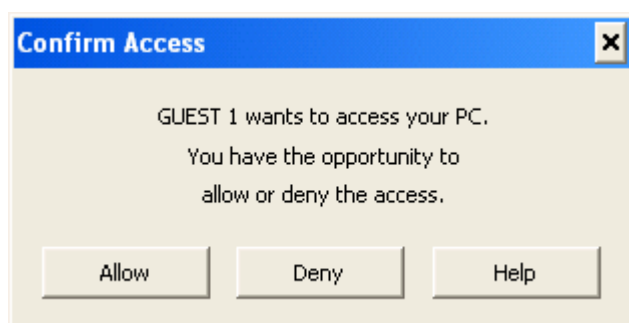 Confirm Access
GUEST 1 wants to access your PC.
You have the opportunity to
allow or deny the access.
Allow Deny Help